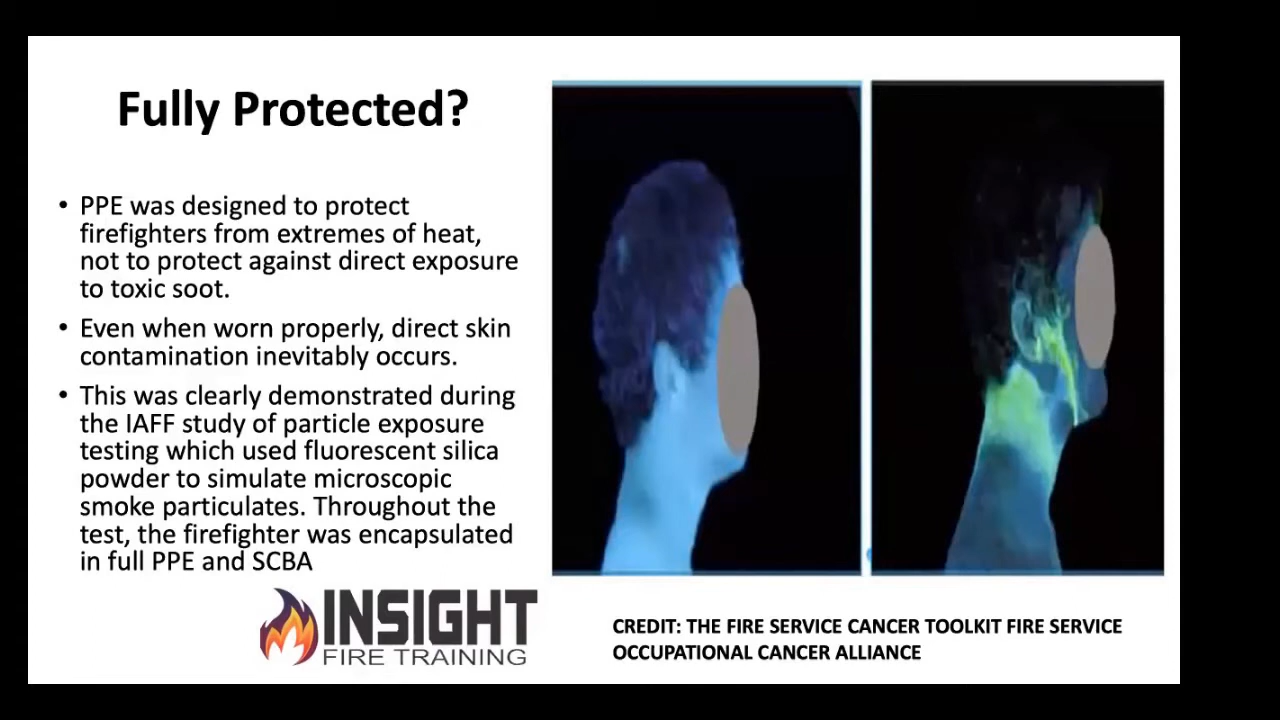 Fully Protected?
• PPE was designed to protect
firefighters from extremes of heat,
not to protect against direct exposure
to toxic soot.
• Even when worn properly, direct skin
contamination inevitably occurs.
• This was clearly demonstrated during
the IAFF study of particle exposure
testing which used fluorescent silica
powder to simulate microscopic
smoke particulates. Throughout the
test, the firefighter was encapsulated
in full PPE and SCBA
INSIGHT
FIRE TRAINING
CREDIT: THE FIRE SERVICE CANCER TOOLKIT FIRE SERVICE
OCCUPATIONAL CANCER ALLIANCE